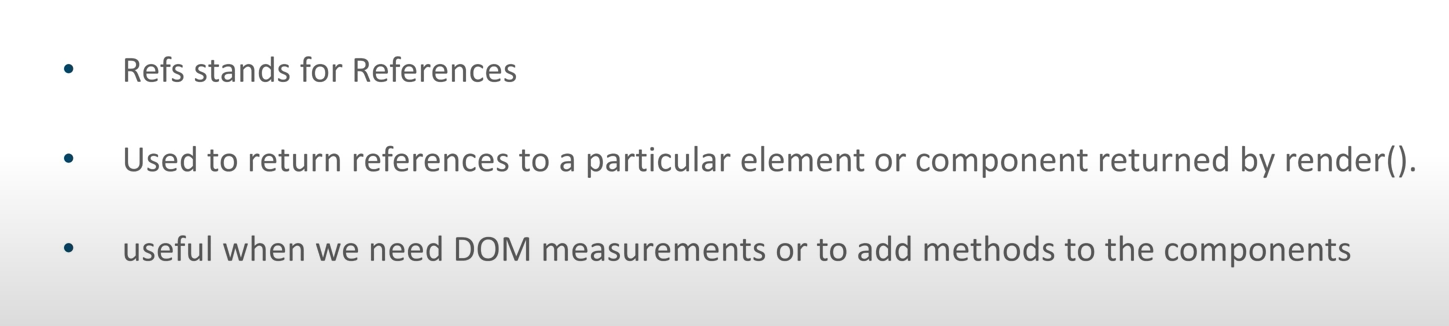 • Refs stands for References
• Used to return references to a particular element or component returned by render().
• useful when we need DOM measurements or to add methods to the components